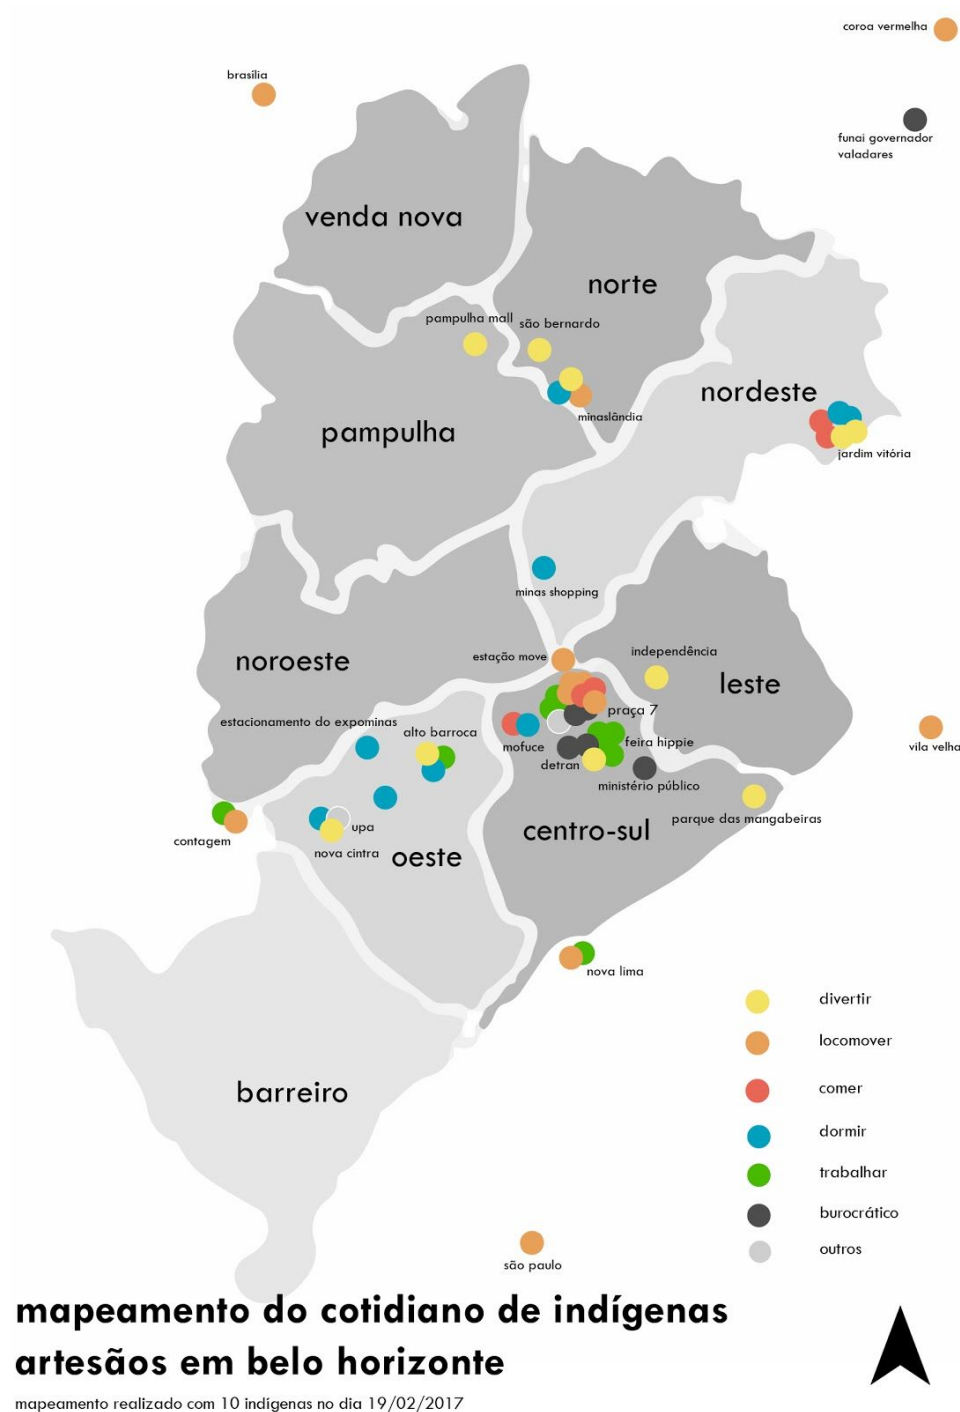 coroa vermelha
brasília
funai governador
valadares
venda nova
norte
pampulha mall
são bernardo
nordeste
minaslândia
pampulha
jardim vitória
minas shopping
estação move
independência
noroeste
leste
praça 7
estacionamento do expominas
alto barroca
mofuce
feira hippie
vila velha
detran
ministério público
parque das mangabeiras
contagem
upa
centro-sul
nova cintra
oeste
nova lima
divertir
locomover
comer
barreiro
dormir
trabalhar
burocrático
outros
são paulo
mapeamento do cotidiano de indígenas
artesãos em belo horizonte
mapeamento realizado com 10 indígenas no dia 19/02/2017